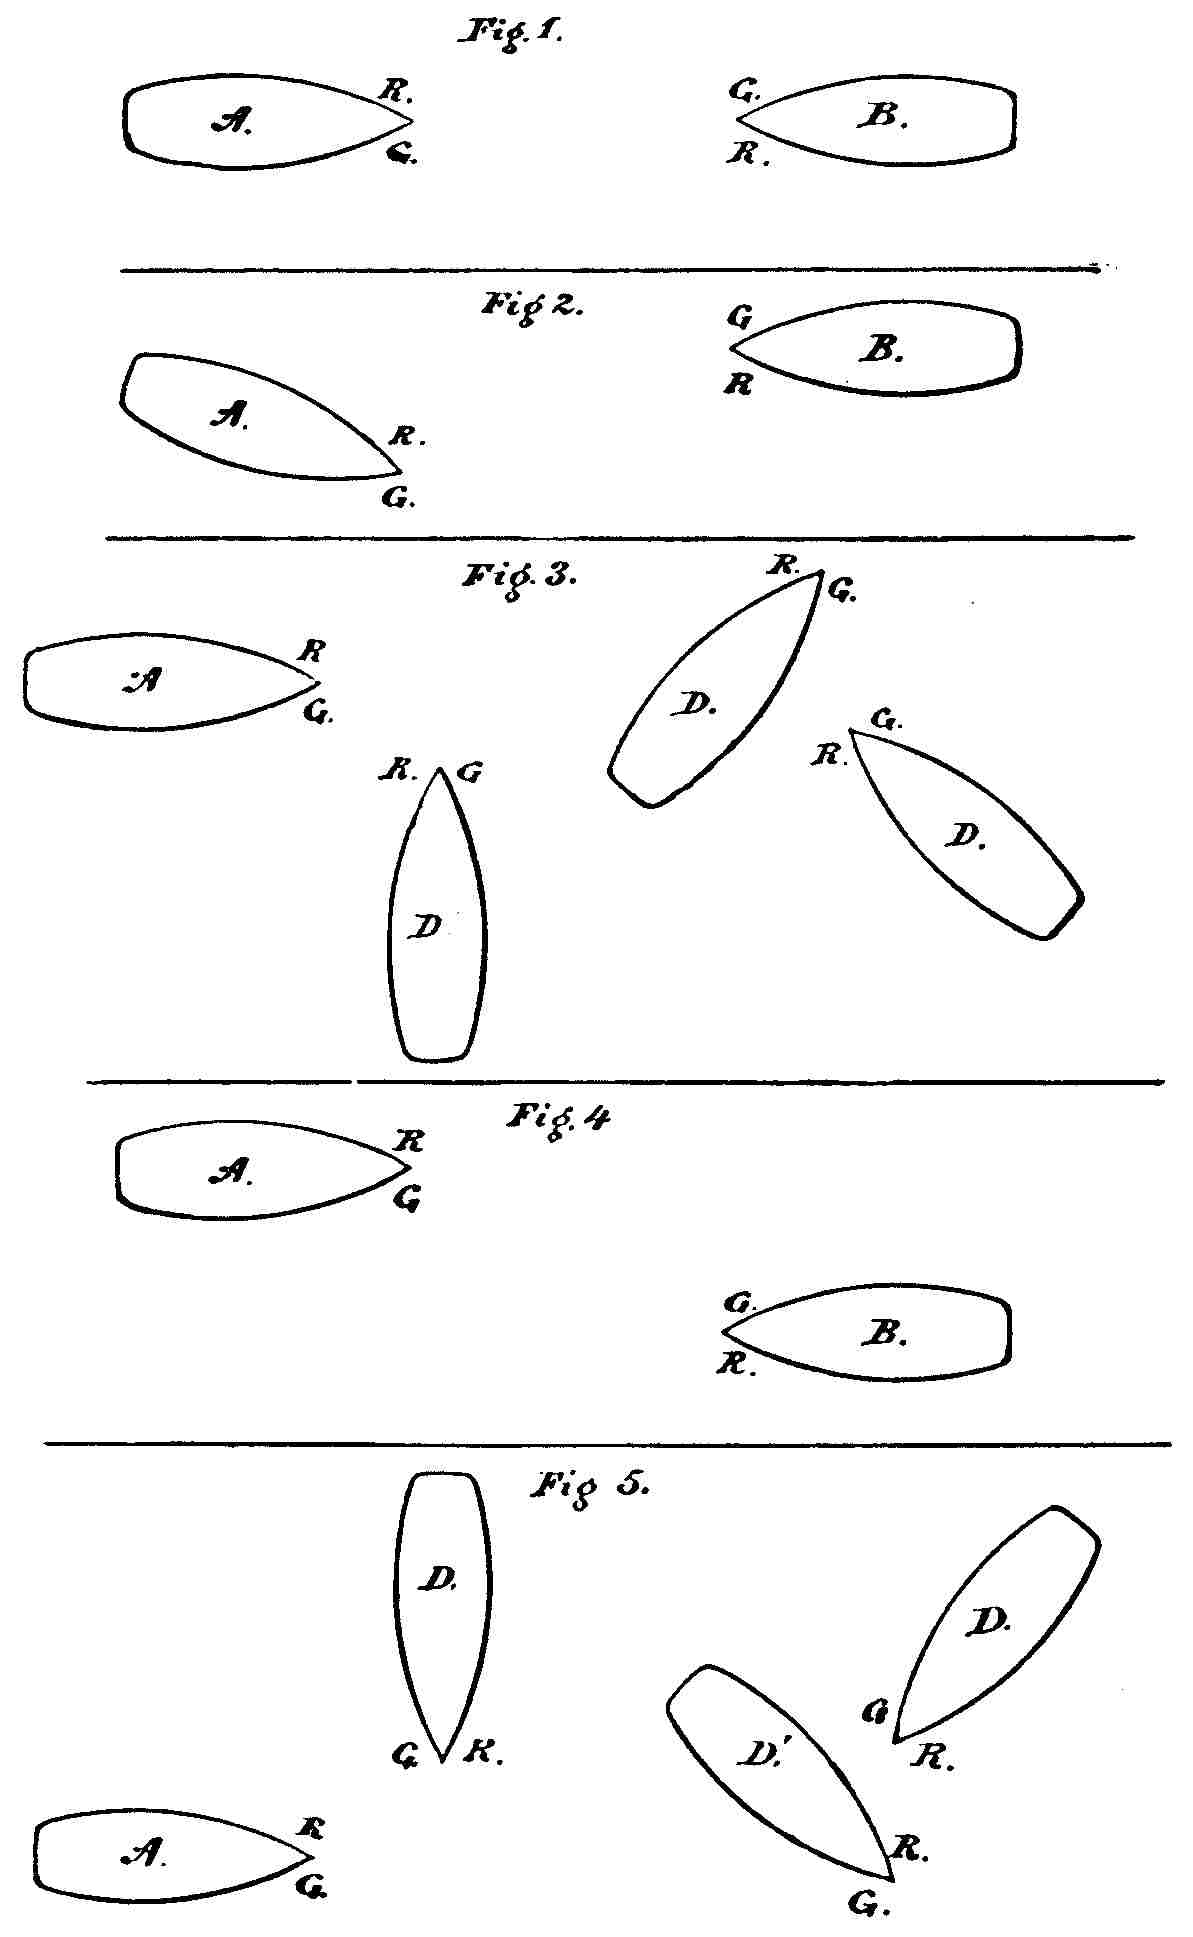 Fig. 1.
R. G.
A. B.
G. R.
Fig 2.
G
B.
R
A.
R.
G.
Fig. 3.
R. G.
R
A
G.
D.
G.
R.
R. G
D.
D
Fig. 4
R
A.
G
G.
B.
R.
Fig 5.
D.
D.
G
R.
D.'
G. R.
R
A.
G.
R.
G.